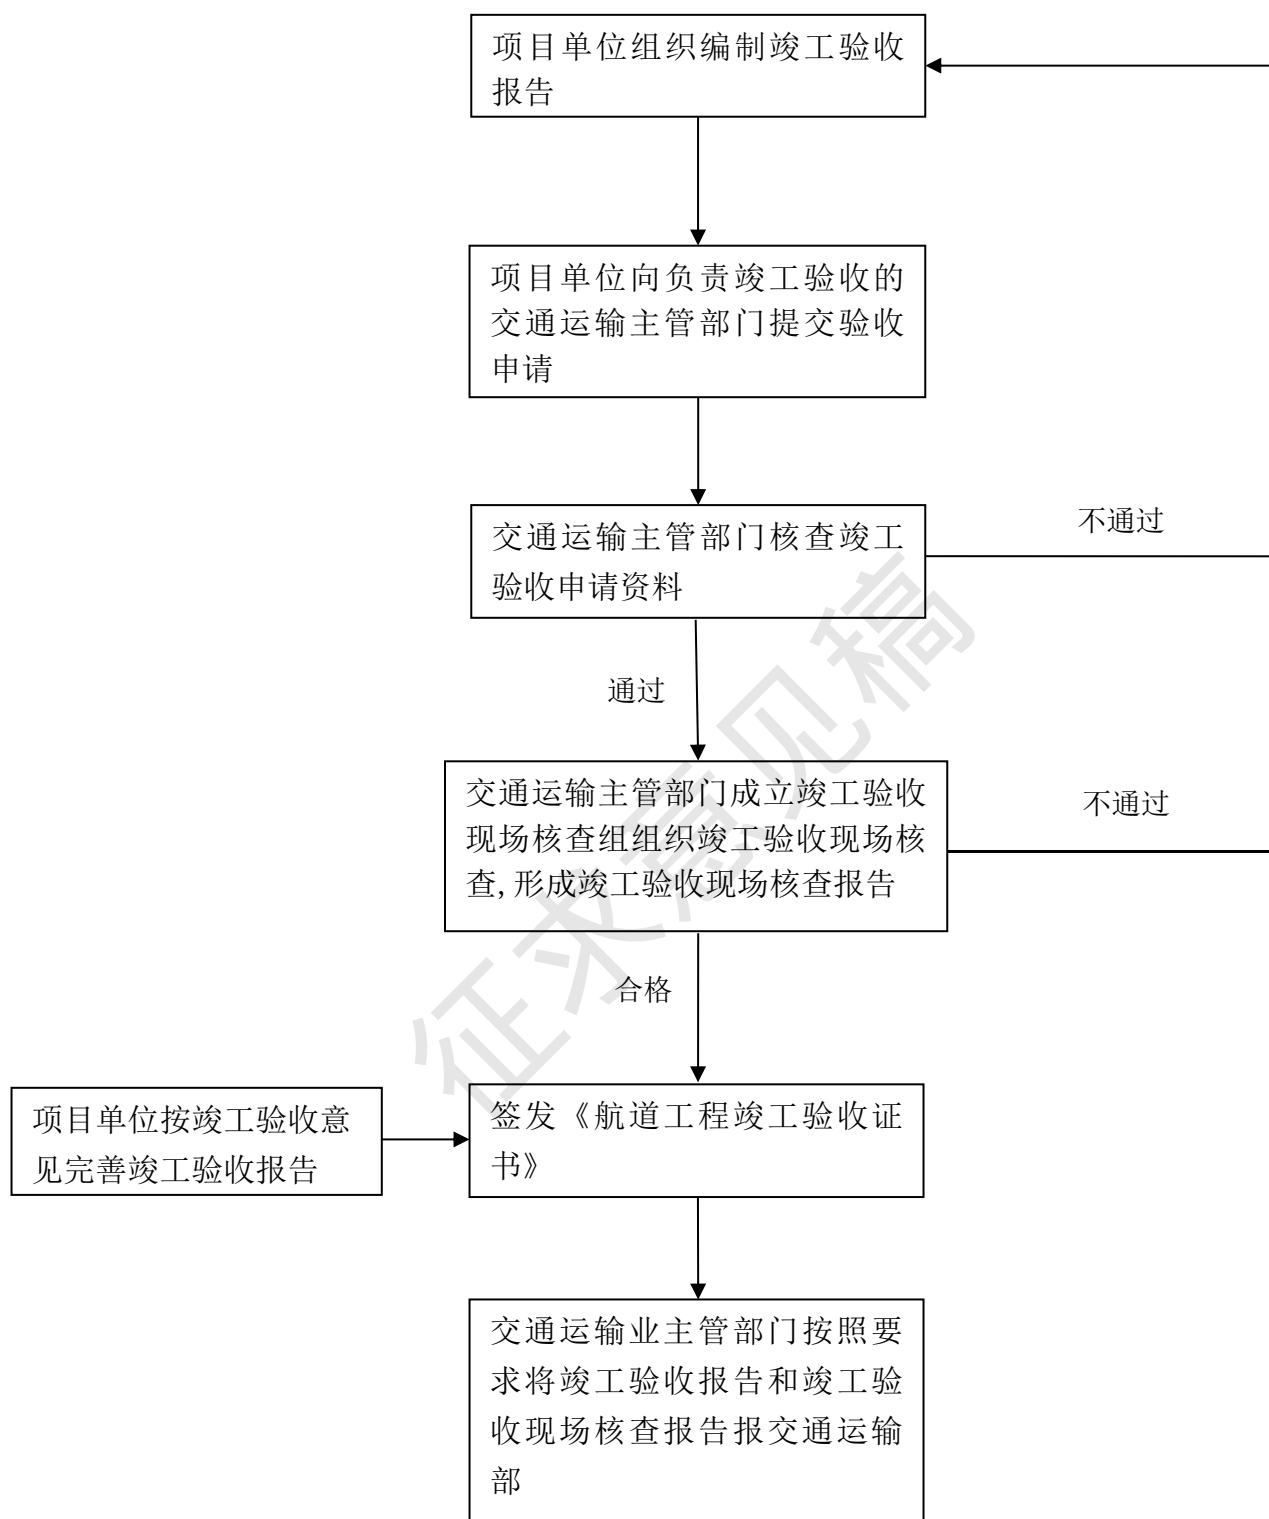 项目单位组织编制竣工验收
报告
项目单位向负责竣工验收的
交通运输主管部门提交验收
申请
交通运输主管部门核查竣工
验收申请资料
不通过
通过
交通运输主管部门成立竣工验收
现场核查组组织竣工验收现场核
查,形成竣工验收现场核查报告
不通过
合格
项目单位按竣工验收意
见完善竣工验收报告
签发《航道工程竣工验收证
书》
交通运输业主管部门按照要
求将竣工验收报告和竣工验
收现场核查报告报交通运输
部
征求意见稿